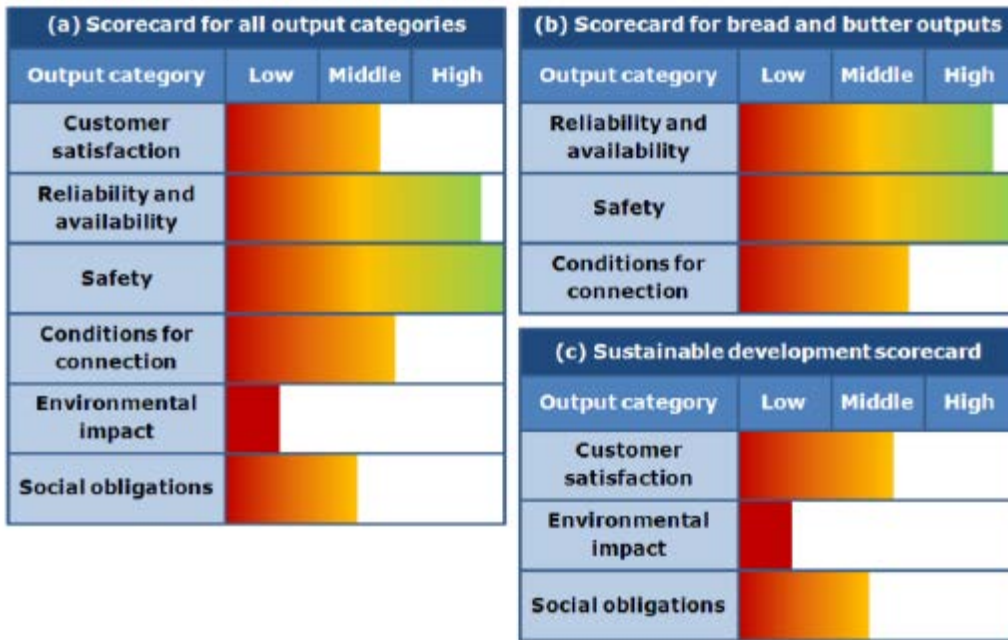 (a) Scorecard for all output categories
Output category Low Middle High
Customer
satisfaction
Reliability and
availability
Safety
Conditions for
connection
Environmental
impact
Social obligations
(b) Scorecard for bread and butter outputs
Output category Low Middle High
Reliability and
availability
Safety
Conditions for
connection
(c) Sustainable development scorecard
Output category Low Middle High
Customer
satisfaction
Environmental
impact
Social obligations